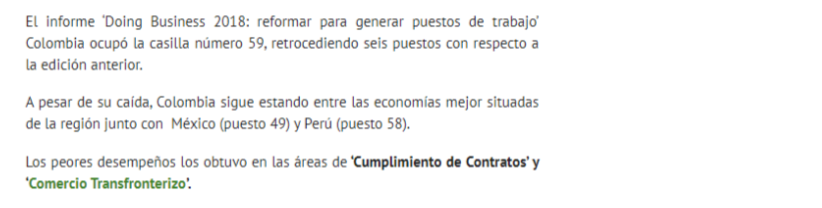 El informe 'Doing Business 2018: reformar para generar puestos de trabajo'
Colombia ocupó la casilla número 59, retrocediendo seis puestos con respecto a
la edición anterior.
A pesar de su caída, Colombia sigue estando entre las economías mejor situadas
de la región junto con México (puesto 49) y Perú (puesto 58).
Los peores desempeños los obtuvo en las áreas de 'Cumplimiento de Contratos' y
'Comercio Transfronterizo'.